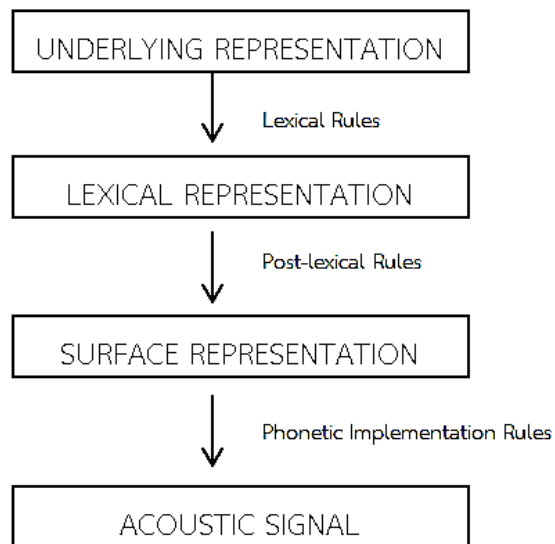 UNDERLYING REPRESENTATION
Lexical Rules
LEXICAL REPRESENTATION
Post-lexical Rules
SURFACE REPRESENTATION
Phonetic Implementation Rules
ACOUSTIC SIGNAL